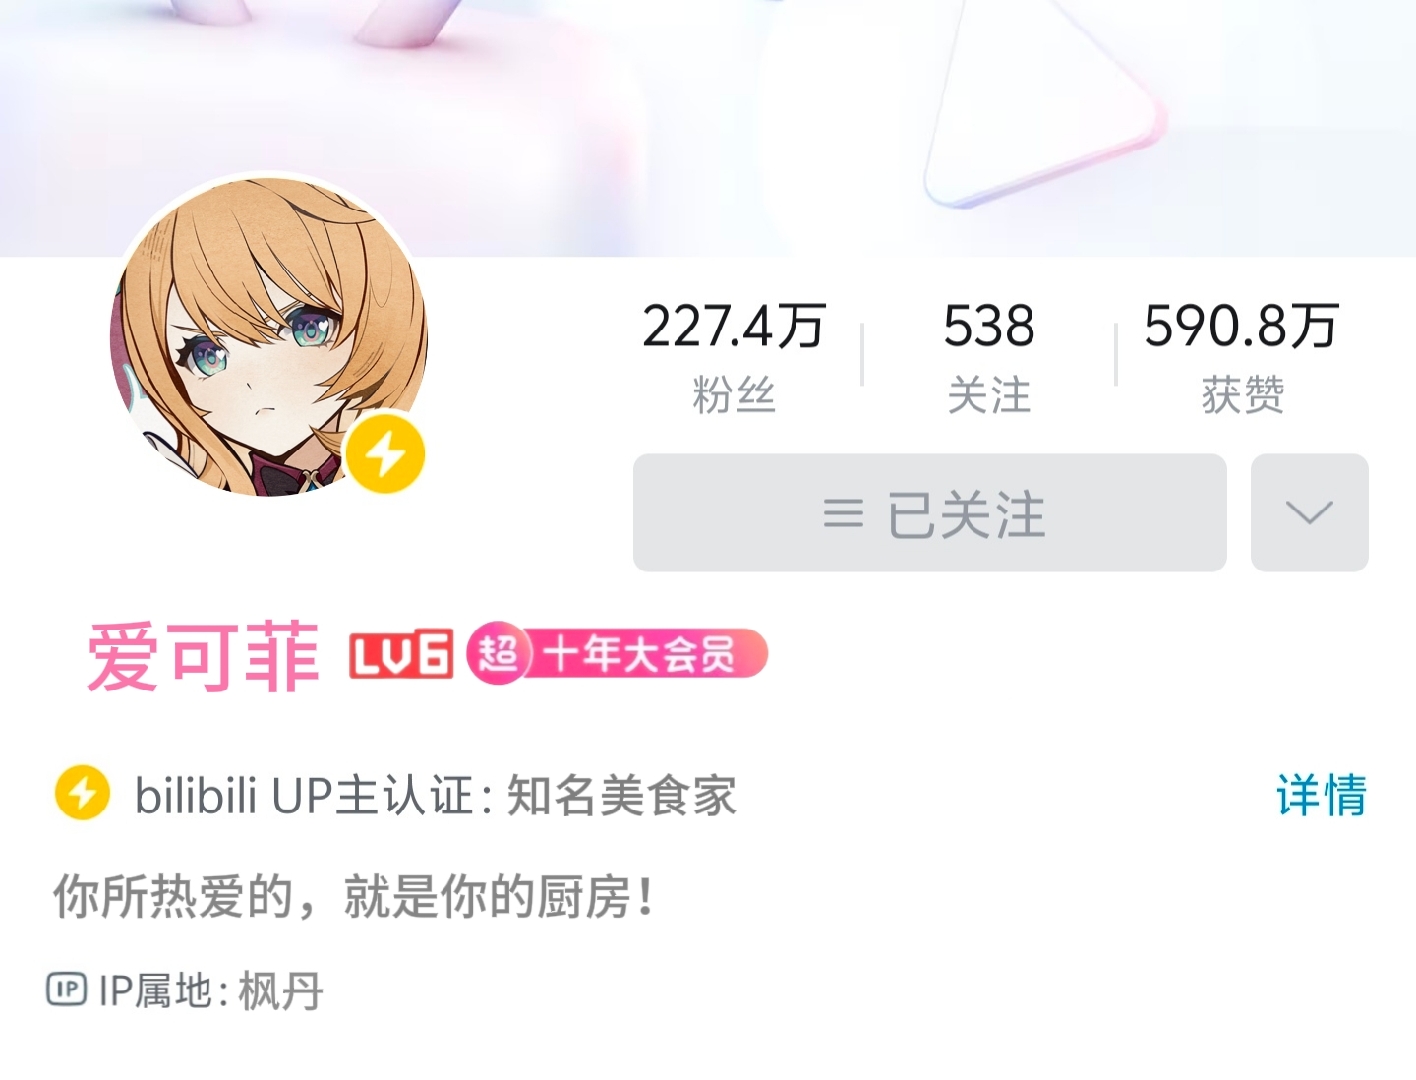 227.4万 538 590.8万
粉丝 关注 获赞
已关注
爱可菲 LV6 超 十年大会员
bilibili UP主认证: 知名美食家 详情
你所热爱的，就是你的厨房！
IP IP属地: 枫丹